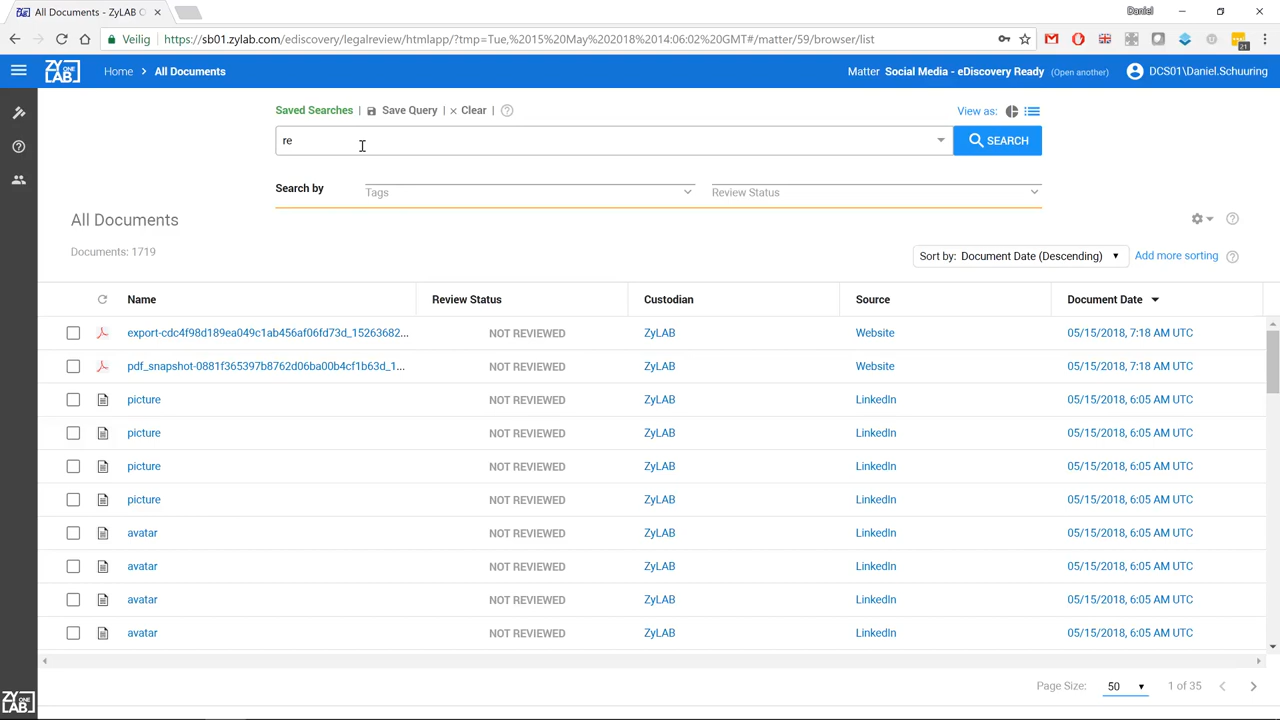 All Documents - ZyLAB C
Daniel
Veilig
https://sb01.zylab.com/ediscovery/legalreview/htmlapp/?tmp=Tue,%2015%20May%202018%2014:06:02%20GMT#/matter/59/browser/list
21
ZY ONE LAB
Home > All Documents
Matter Social Media - eDiscovery Ready (Open another)
DCS01\Daniel.Schuuring
Saved Searches | Save Query | × Clear |
View as:
re
SEARCH
Search by
Tags
Review Status
All Documents
Documents: 1719
Sort by: Document Date (Descending)
Add more sorting
Name Review Status Custodian Source Document Date
export-cdc4f98d189ea049c1ab456af06fd73d_15263682... NOT REVIEWED ZyLAB Website 05/15/2018, 7:18 AM UTC
pdf_snapshot-0881f365397b8762d06ba00b4cf1b63d_1... NOT REVIEWED ZyLAB Website 05/15/2018, 7:18 AM UTC
picture NOT REVIEWED ZyLAB LinkedIn 05/15/2018, 6:05 AM UTC
picture NOT REVIEWED ZyLAB LinkedIn 05/15/2018, 6:05 AM UTC
picture NOT REVIEWED ZyLAB LinkedIn 05/15/2018, 6:05 AM UTC
picture NOT REVIEWED ZyLAB LinkedIn 05/15/2018, 6:05 AM UTC
avatar NOT REVIEWED ZyLAB LinkedIn 05/15/2018, 6:05 AM UTC
avatar NOT REVIEWED ZyLAB LinkedIn 05/15/2018, 6:05 AM UTC
avatar NOT REVIEWED ZyLAB LinkedIn 05/15/2018, 6:05 AM UTC
avatar NOT REVIEWED ZyLAB LinkedIn 05/15/2018, 6:05 AM UTC
Page Size: 50 1 of 35
ZY ONE LAB